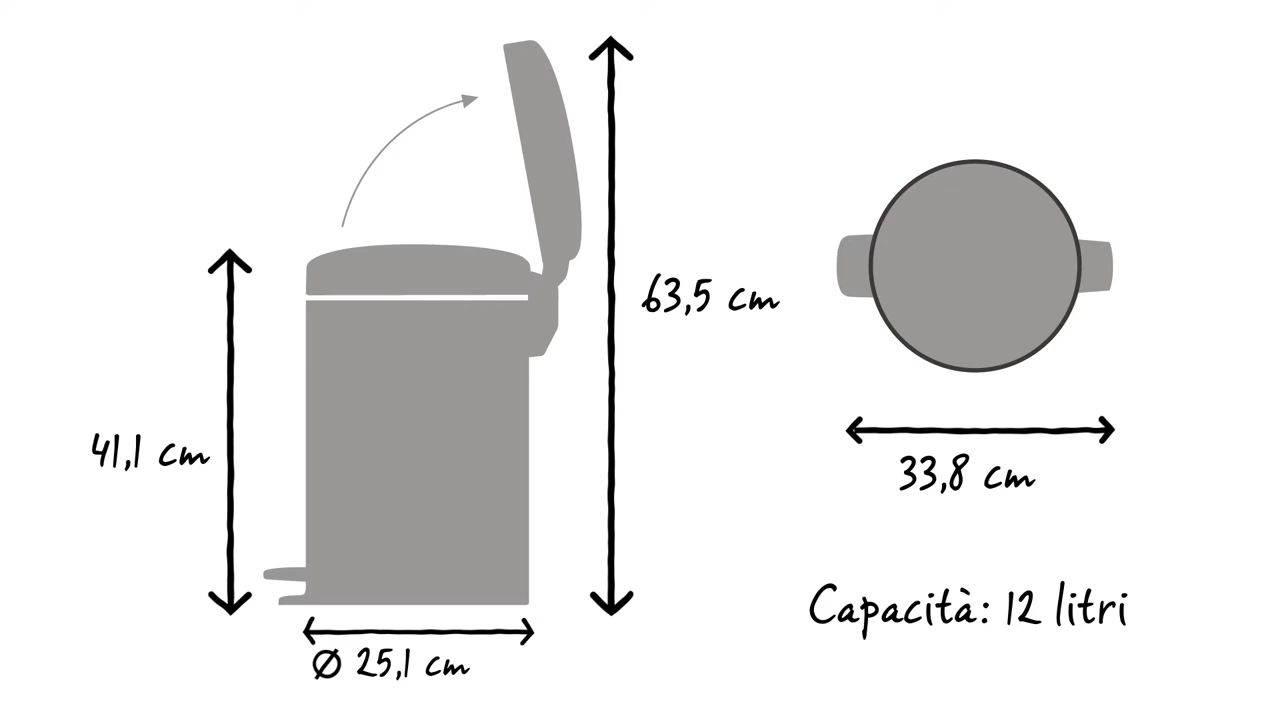 63,5 cm
41,1 cm
33,8 cm
Capacità: 12 litri
Ø 25,1 cm